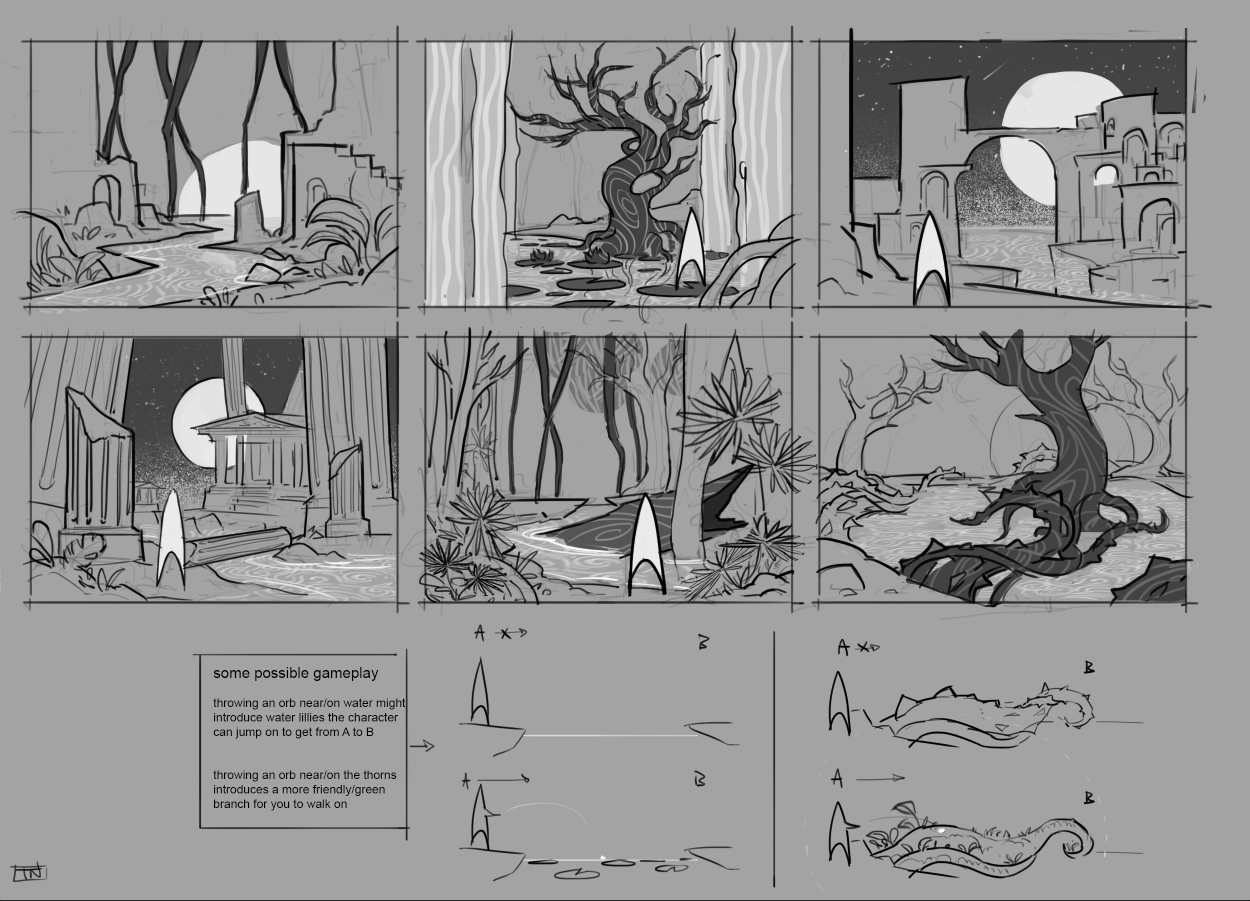 some possible gameplay
throwing an orb near/on water might
introduce water lillies the character
can jump on to get from A to B
throwing an orb near/on the thorns
introduces a more friendly/green
branch for you to walk on
A
B
A
B
A
B
A
B